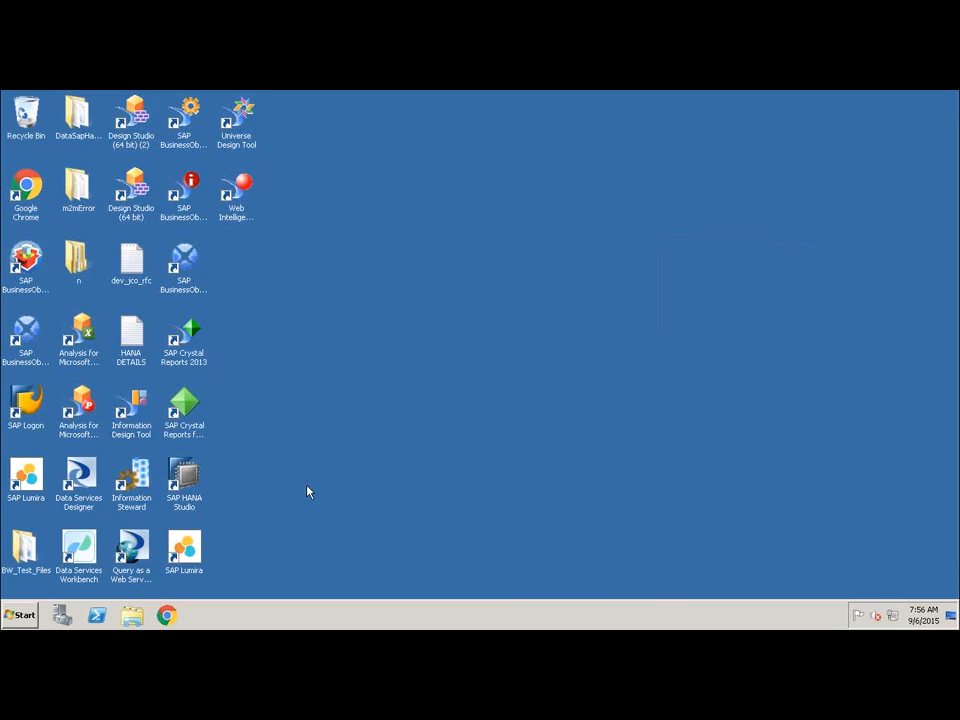 Recycle Bin
DataSapHa...
Design Studio
(64 bit) (2)
SAP
BusinessOb...
Universe
Design Tool
Google
Chrome
m2mError
Design Studio
(64 bit)
SAP
BusinessOb...
Web
Intellige...
SAP
BusinessOb...
n
dev_jco_rfc
SAP
BusinessOb...
SAP
BusinessOb...
Analysis for
Microsoft...
HANA
DETAILS
SAP Crystal
Reports 2013
SAP Logon
Analysis for
Microsoft...
Information
Design Tool
SAP Crystal
Reports f...
SAP Lumira
Data Services
Designer
Information
Steward
SAP HANA
Studio
BW_Test_Files
Data Services
Workbench
Query as a
Web Serv...
SAP Lumira
Start
7:56 AM
9/6/2015